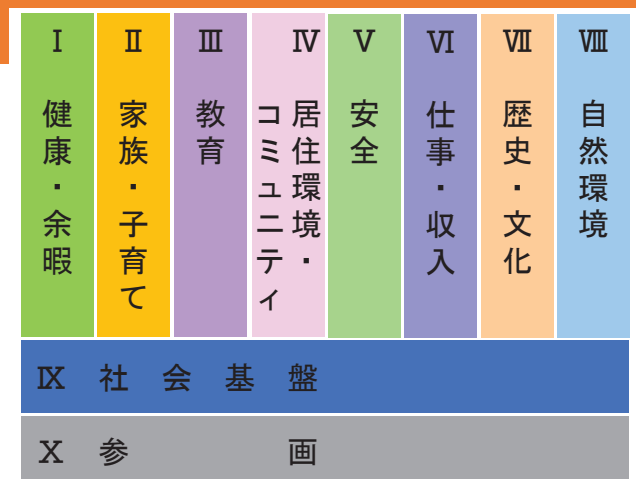 Ⅰ 健康・余暇
Ⅱ 家族・子育て
Ⅲ 教育
Ⅳ 居住環境・
コミュニティ
Ⅴ 安全
Ⅵ 仕事・収入
Ⅶ 歴史・文化
Ⅷ 自然環境
Ⅸ 社会基盤
Ⅹ 参画